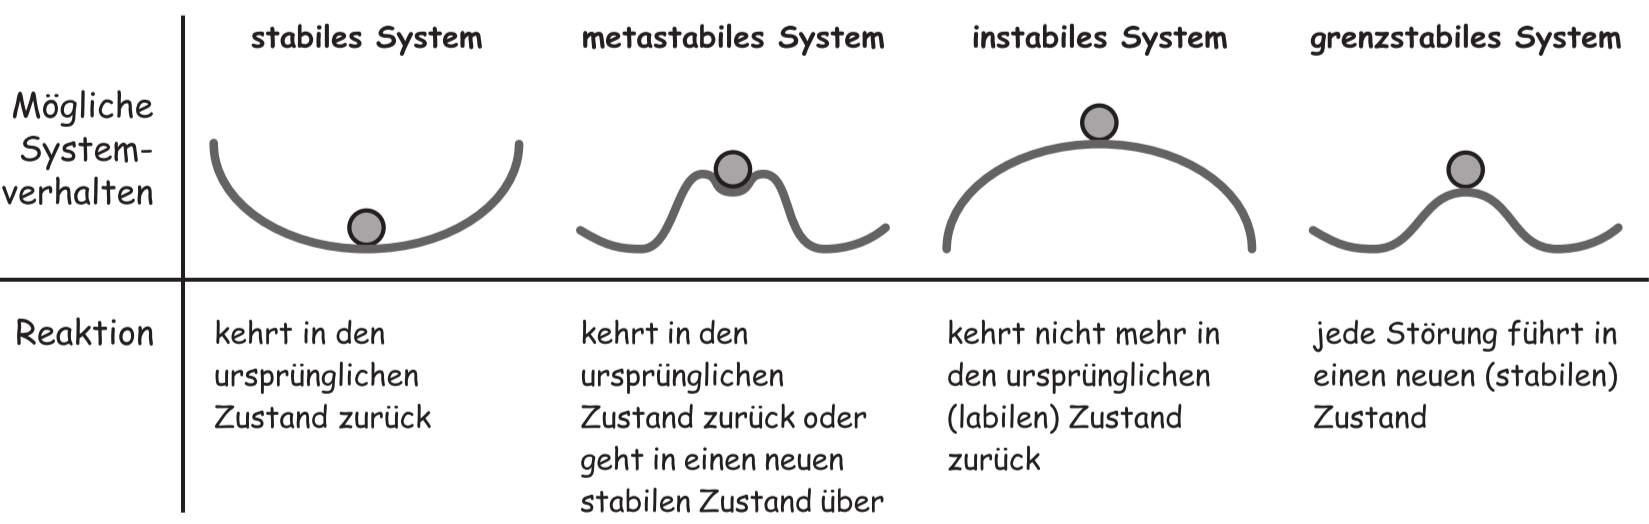 stabiles System
metastabiles System
instabiles System
grenzstabiles System
Mögliche
System-
verhalten
Reaktion
kehrt in den
ursprünglichen
Zustand zurück
kehrt in den
ursprünglichen
Zustand zurück oder
geht in einen neuen
stabilen Zustand über
kehrt nicht mehr in
den ursprünglichen
(labilen) Zustand
zurück
jede Störung führt in
einen neuen (stabilen)
Zustand